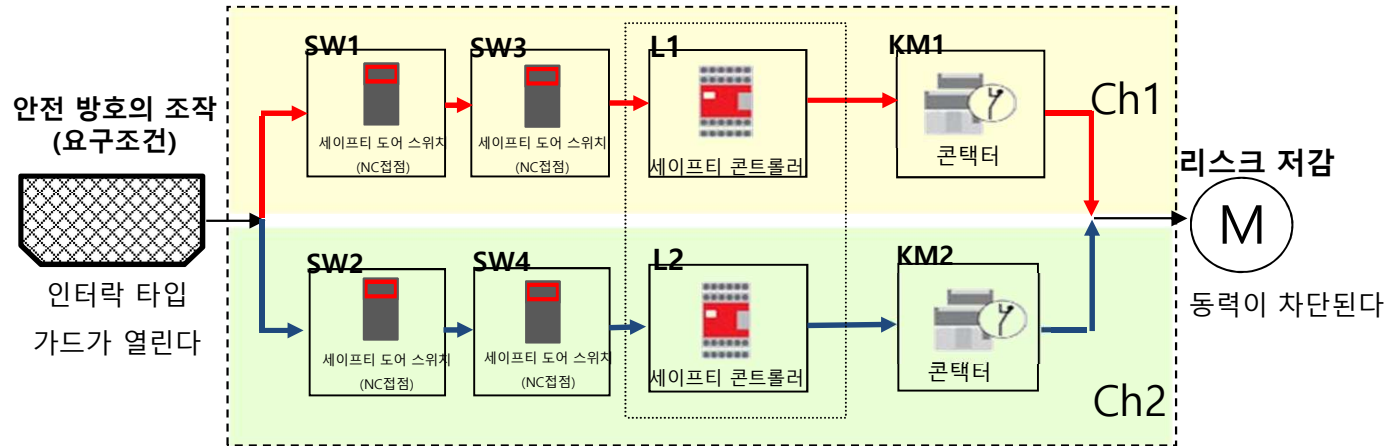 안전 방호의 조작
(요구조건)
인터락 타입
가드가 열린다
SW1
세이프티 도어 스위치
(NC접점)
SW3
세이프티 도어 스위치
(NC접점)
L1
세이프티 콘트롤러
KM1
콘택터
Ch1
SW2
세이프티 도어 스위치
(NC접점)
SW4
세이프티 도어 스위치
(NC접점)
L2
세이프티 콘트롤러
KM2
콘택터
Ch2
리스크 저감
M
동력이 차단된다